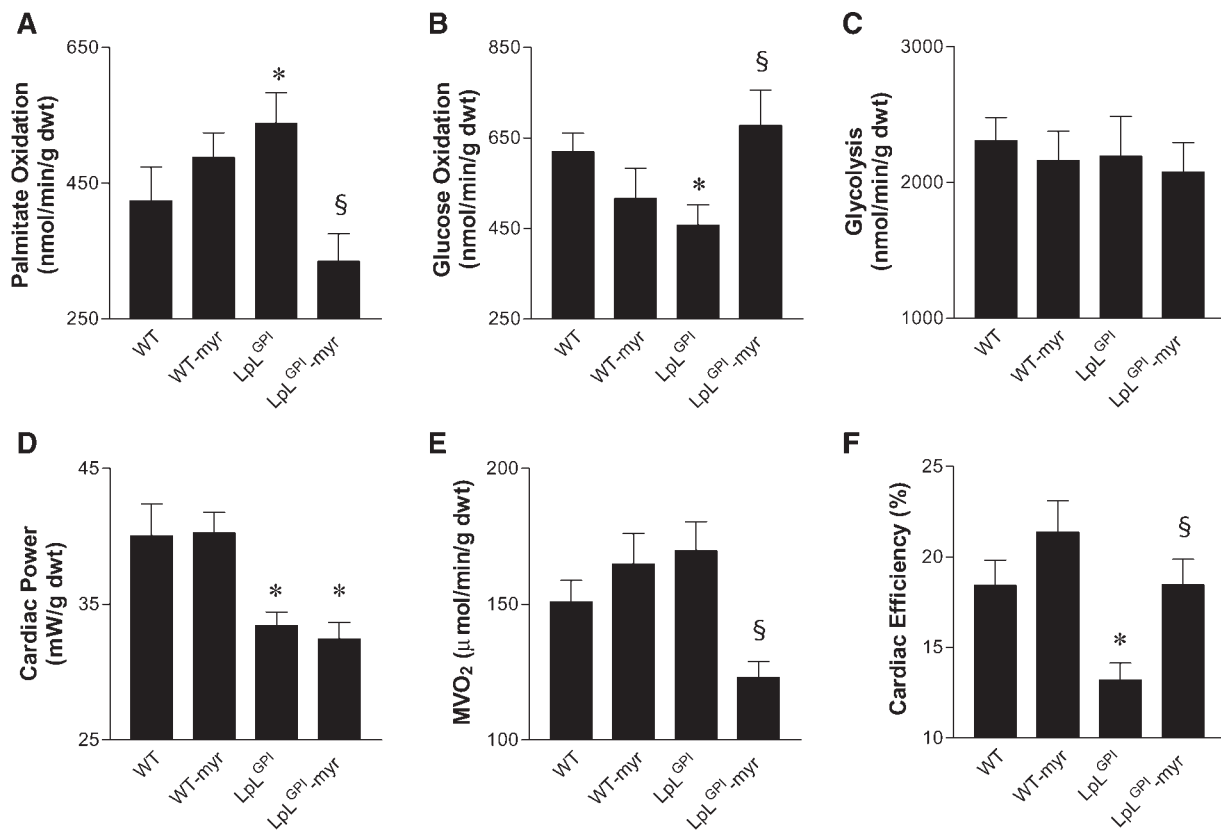 A
Palmitate Oxidation
(nmol/min/g dwt)
650
450
250
*
§
WT
WT-myr
LpL^GPI
LpL^GPI-myr
B
Glucose Oxidation
(nmol/min/g dwt)
850
650
450
250
*
§
WT
WT-myr
LpL^GPI
LpL^GPI-myr
C
Glycolysis
(nmol/min/g dwt)
3000
2000
1000
WT
WT-myr
LpL^GPI
LpL^GPI-myr
D
Cardiac Power
(mW/g dwt)
45
35
25
*
*
WT
WT-myr
LpL^GPI
LpL^GPI-myr
E
MVO₂ (μ mol/min/g dwt)
200
150
100
§
WT
WT-myr
LpL^GPI
LpL^GPI-myr
F
Cardiac Efficiency (%)
25
20
15
10
*
§
WT
WT-myr
LpL^GPI
LpL^GPI-myr